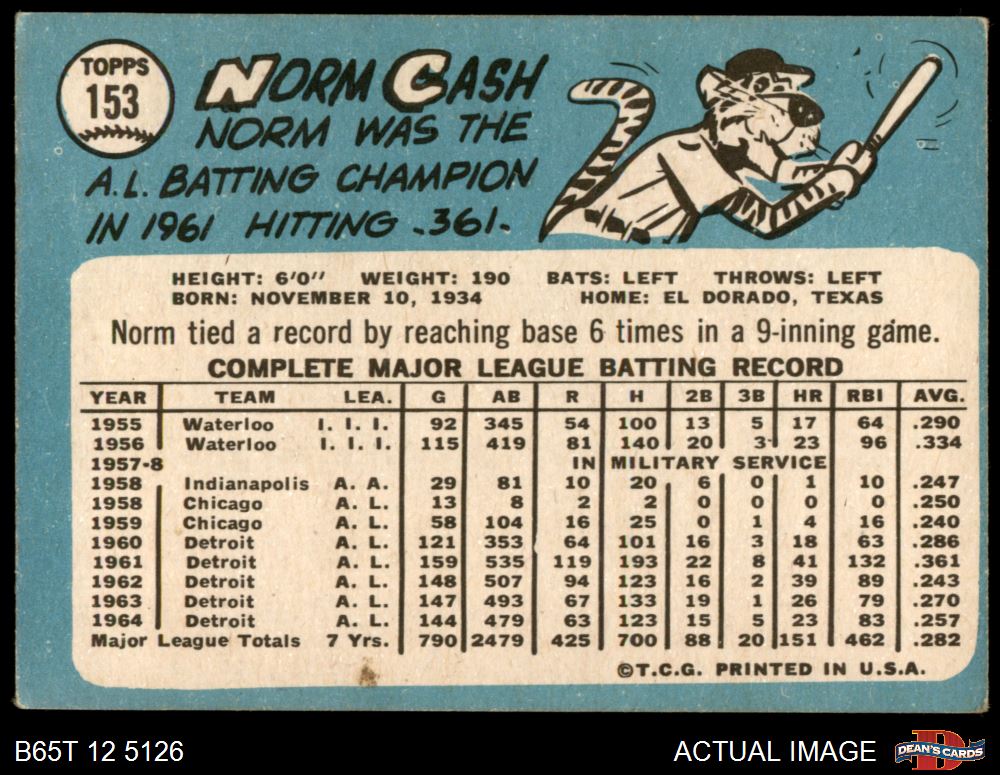 TOPPS
153
NORM CASH
NORM WAS THE
A.L. BATTING CHAMPION
IN 1961 HITTING .361.
HEIGHT: 6'0" WEIGHT: 190 BATS: LEFT THROWS: LEFT
BORN: NOVEMBER 10, 1934 HOME: EL DORADO, TEXAS
Norm tied a record by reaching base 6 times in a 9-inning game.
COMPLETE MAJOR LEAGUE BATTING RECORD
YEAR TEAM LEA. G AB R H 2B 3B HR RBI AVG.
1955 Waterloo I. I. I. 92 345 54 100 13 5 17 64 .290
1956 Waterloo I. I. I. 115 419 81 140 20 3 23 96 .334
1957-8 IN MILITARY SERVICE
1958 Indianapolis A. A. 29 81 10 20 6 0 1 10 .247
1958 Chicago A. L. 13 8 2 2 0 0 0 0 .250
1959 Chicago A. L. 58 104 16 25 0 1 4 16 .240
1960 Detroit A. L. 121 353 64 101 16 3 18 63 .286
1961 Detroit A. L. 159 535 119 193 22 8 41 132 .361
1962 Detroit A. L. 148 507 94 123 16 2 39 89 .243
1963 Detroit A. L. 147 493 67 133 19 1 26 79 .270
1964 Detroit A. L. 144 479 63 123 15 5 23 83 .257
Major League Totals 7 Yrs. 790 2479 425 700 88 20 151 462 .282
©T.C.G. PRINTED IN U.S.A.
B65T 12 5126 ACTUAL IMAGE DEAN'S CARDS